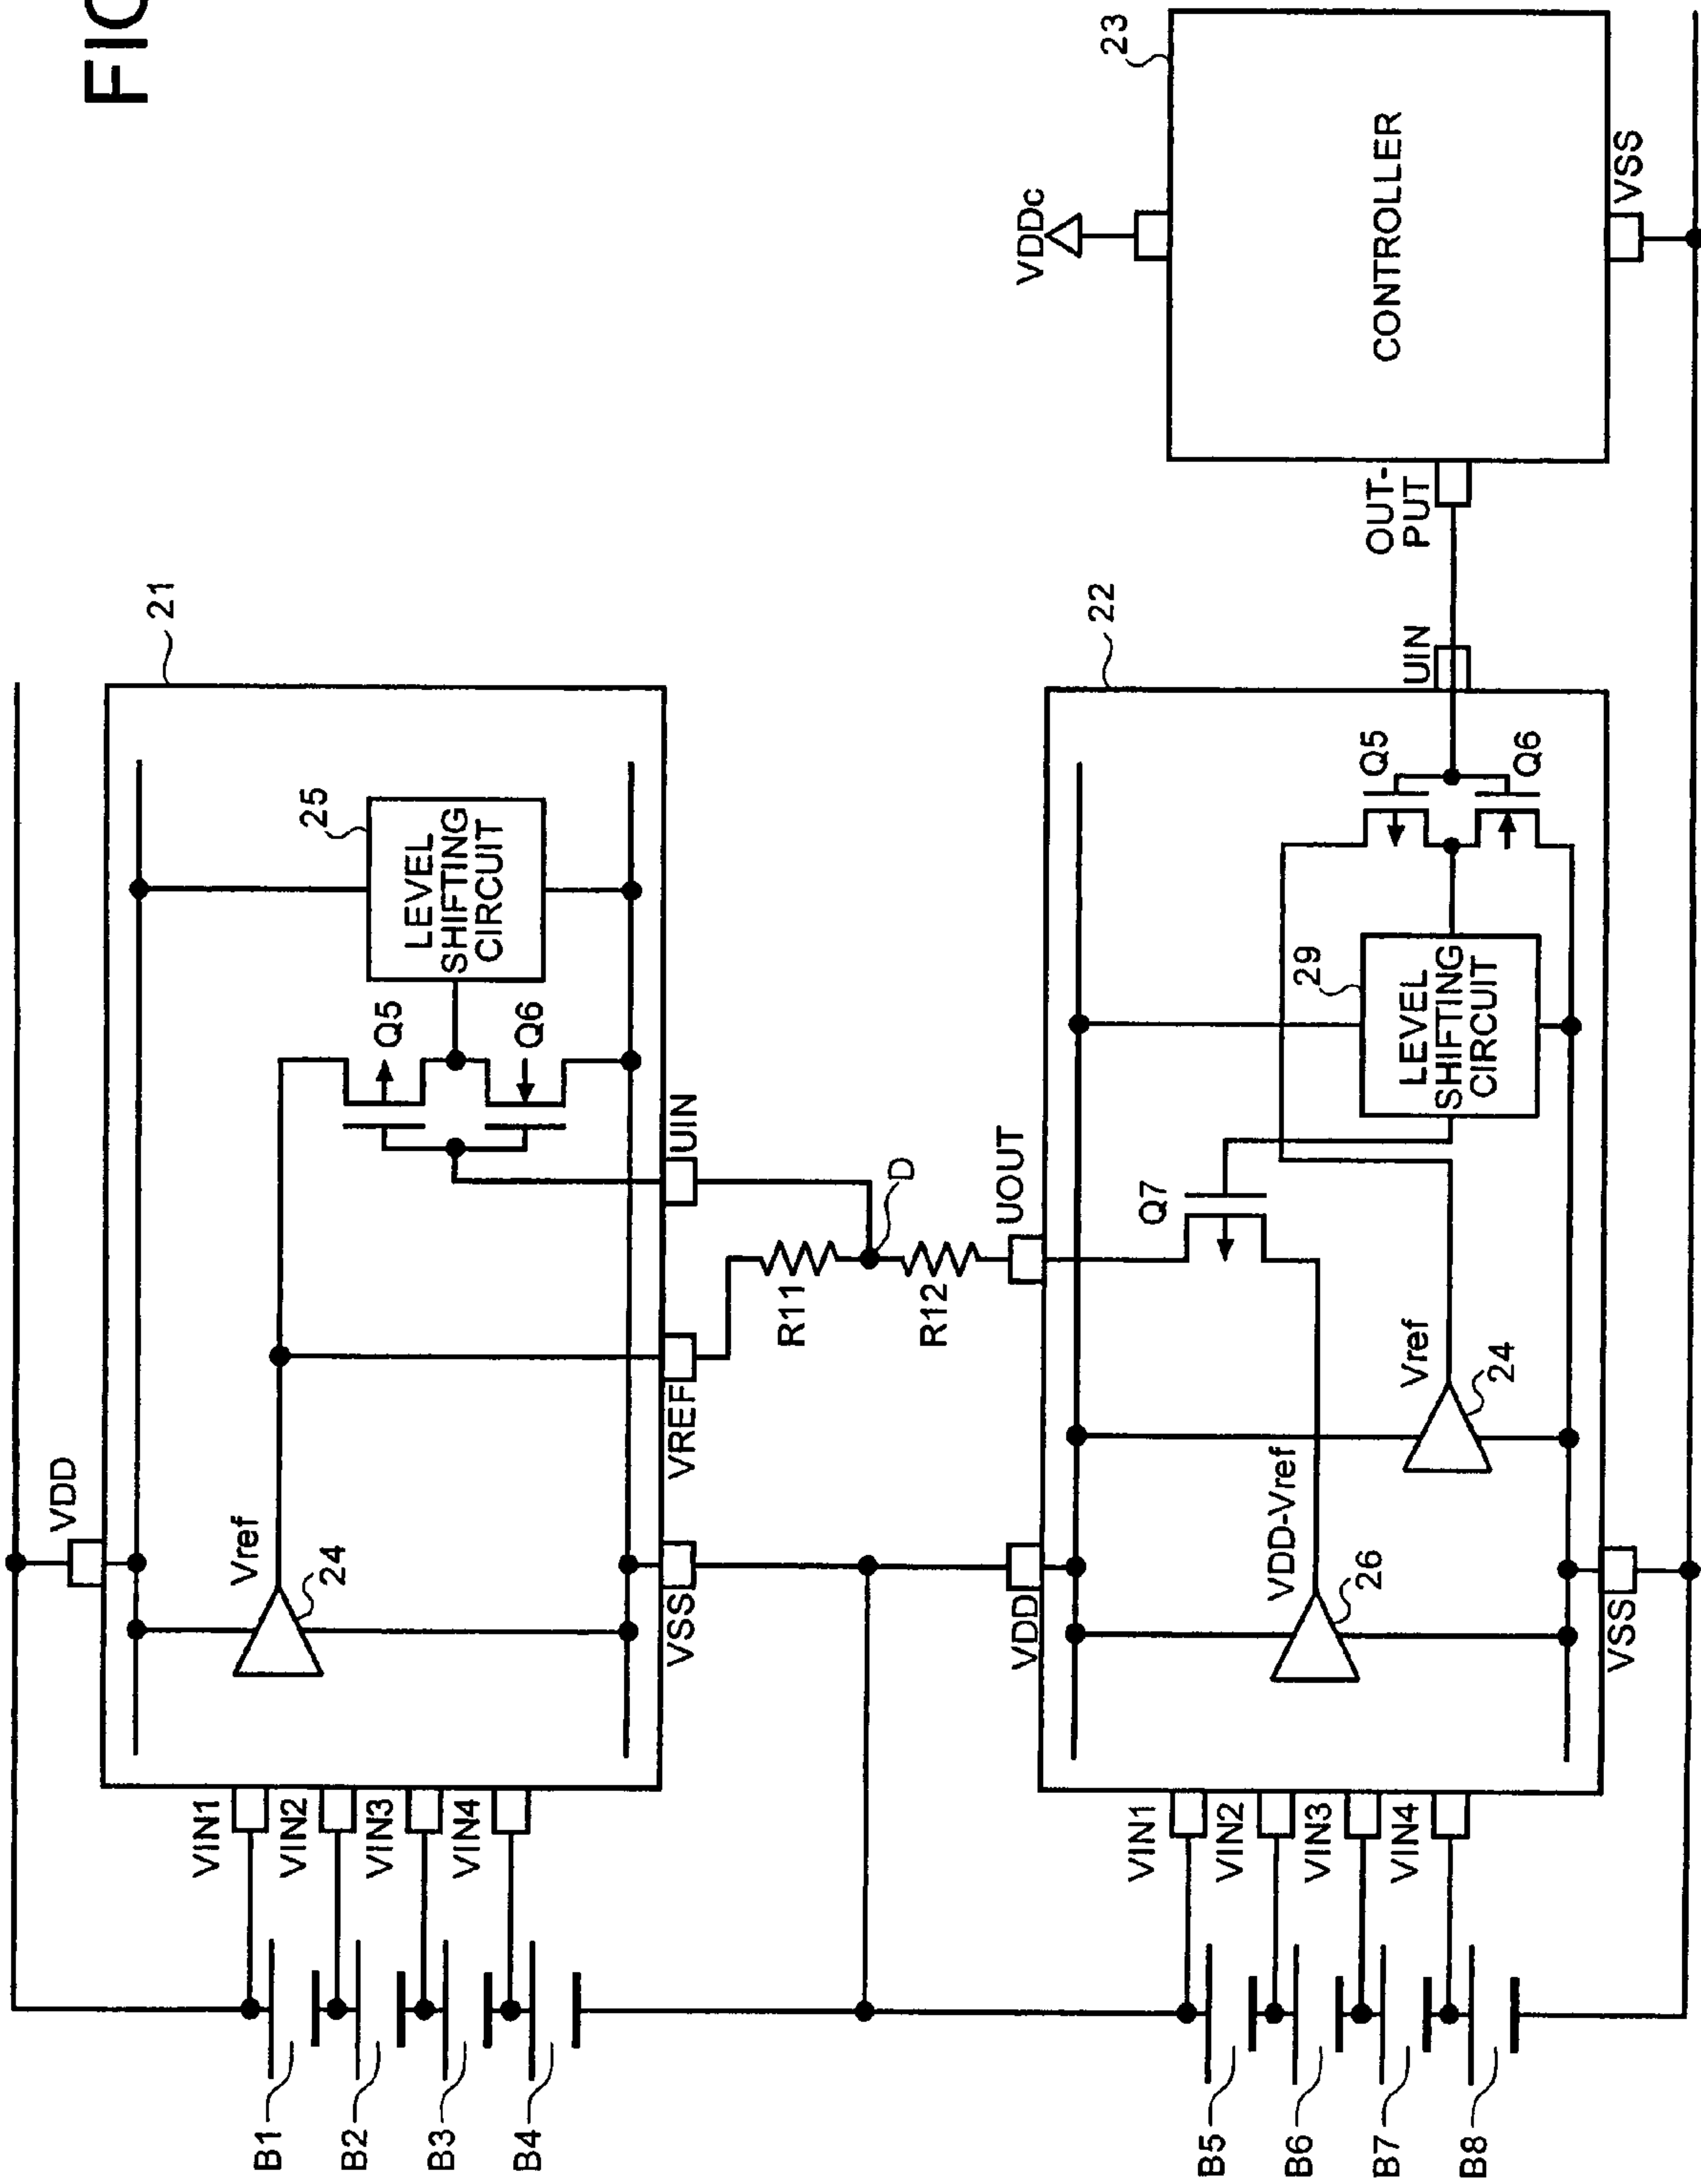 FIG
VDD
21
Vref
24
25
LEVEL
SHIFTING
CIRCUIT
Q5
Q6
VIN1
VIN2
VIN3
VIN4
B1
B2
B3
B4
VSS
VREF
UIN
R11
D
R12
UOUT
VDD
22
Q7
29
LEVEL
SHIFTING
CIRCUIT
Q5
Q6
UIN
VDD-Vref
26
Vref
24
VIN1
VIN2
VIN3
VIN4
B5
B6
B7
B8
VSS
VDDc
23
CONTROLLER
OUT-
PUT
VSS